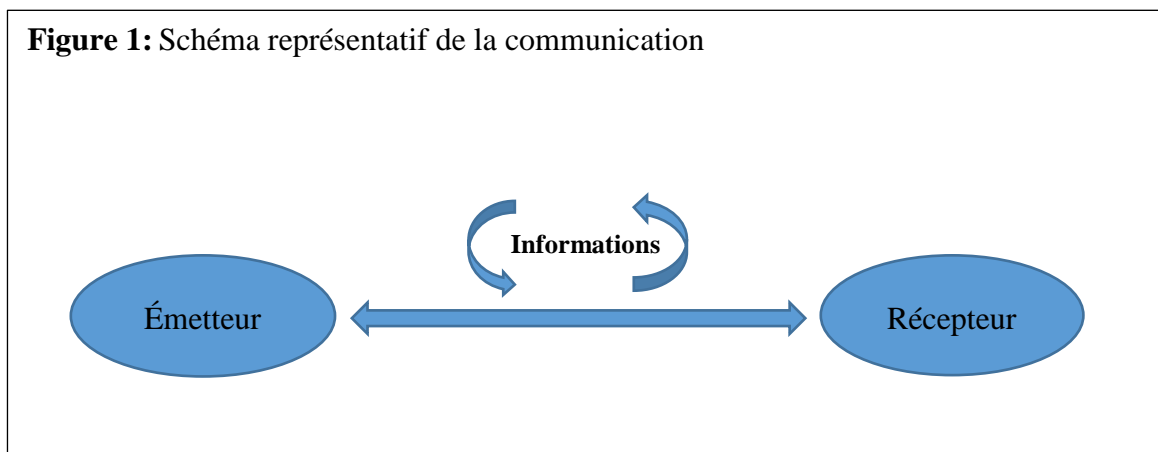 Figure 1: Schéma représentatif de la communication
Informations
Émetteur
Récepteur